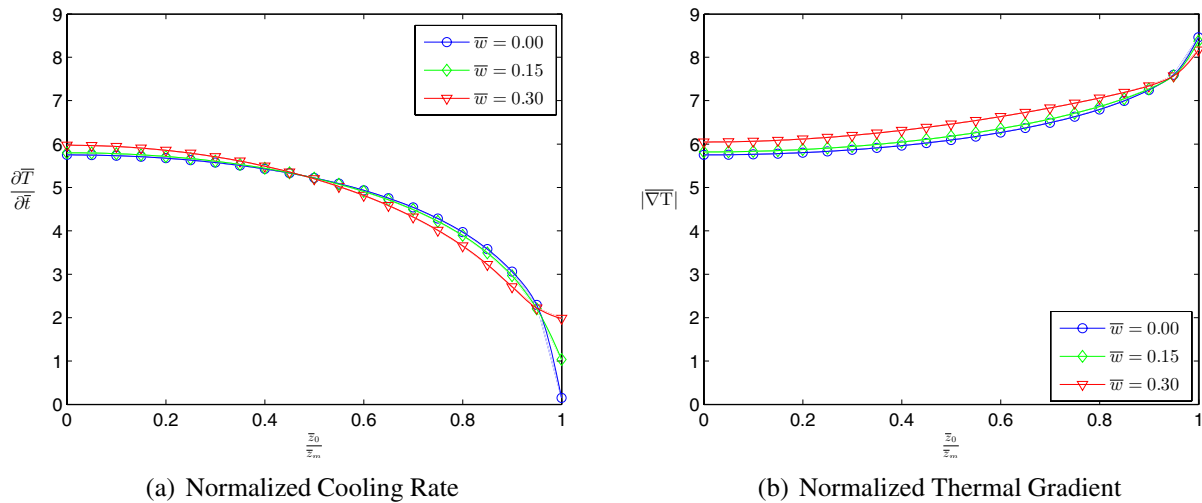 9
8
7
6
5
4
3
2
1
0
∂T̅
∂t̅
w̅ = 0.00
w̅ = 0.15
w̅ = 0.30
0 0.2 0.4 0.6 0.8 1
z̅₀
z̅ₘ
(a) Normalized Cooling Rate
9
8
7
6
5
4
3
2
1
0
|∇T̅|
w̅ = 0.00
w̅ = 0.15
w̅ = 0.30
0 0.2 0.4 0.6 0.8 1
z̅₀
z̅ₘ
(b) Normalized Thermal Gradient